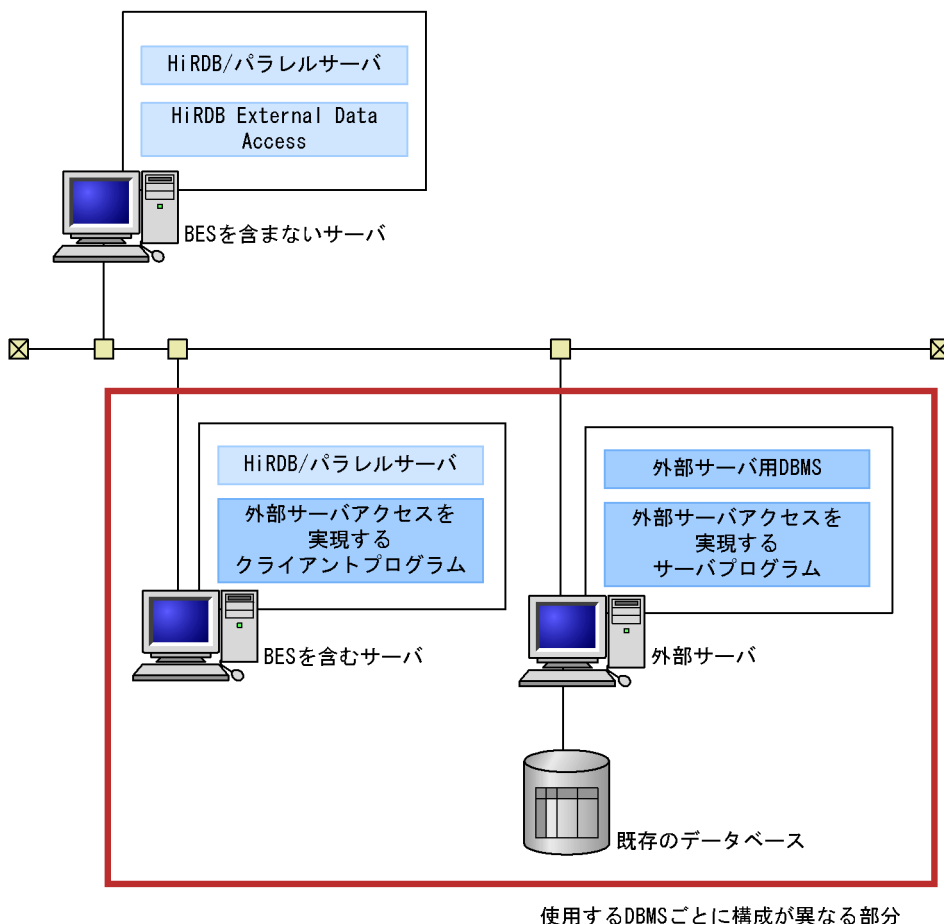 HiRDB/パラレルサーバ
HiRDB External Data
Access
BESを含まないサーバ
HiRDB/パラレルサーバ
外部サーバアクセスを
実現する
クライアントプログラム
BESを含むサーバ
外部サーバ用DBMS
外部サーバアクセスを
実現する
サーバプログラム
外部サーバ
既存のデータベース
使用するDBMSごとに構成が異なる部分